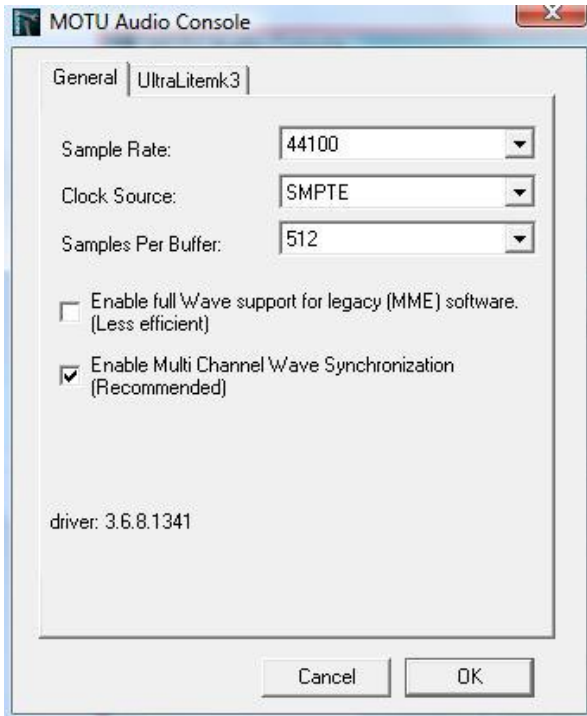 MOTU Audio Console
General UltraLitemk3
Sample Rate: 44100
Clock Source: SMPTE
Samples Per Buffer: 512
Enable full Wave support for legacy (MME) software.
(Less efficient)
Enable Multi Channel Wave Synchronization
(Recommended)
driver: 3.6.8.1341
Cancel OK